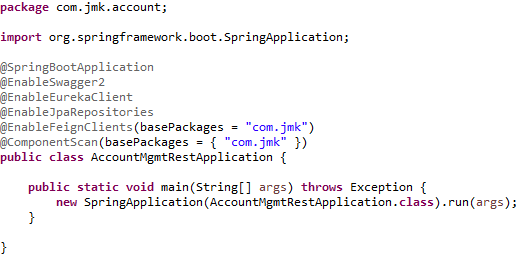 package com.jmk.account;
import org.springframework.boot.SpringApplication;
@SpringBootApplication
@EnableSwagger2
@EnableEurekaClient
@EnableJpaRepositories
@EnableFeignClients(basePackages = "com.jmk")
@ComponentScan(basePackages = { "com.jmk" })
public class AccountMgmtRestApplication {
public static void main(String[] args) throws Exception {
new SpringApplication(AccountMgmtRestApplication.class).run(args);
}
}